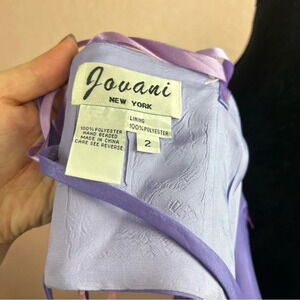 Jovani
NEW YORK
LINING
100%POLYESTER
100%POLYESTER
HAND BEADED
MADE IN CHINA
CARE SEE REVERSE
2